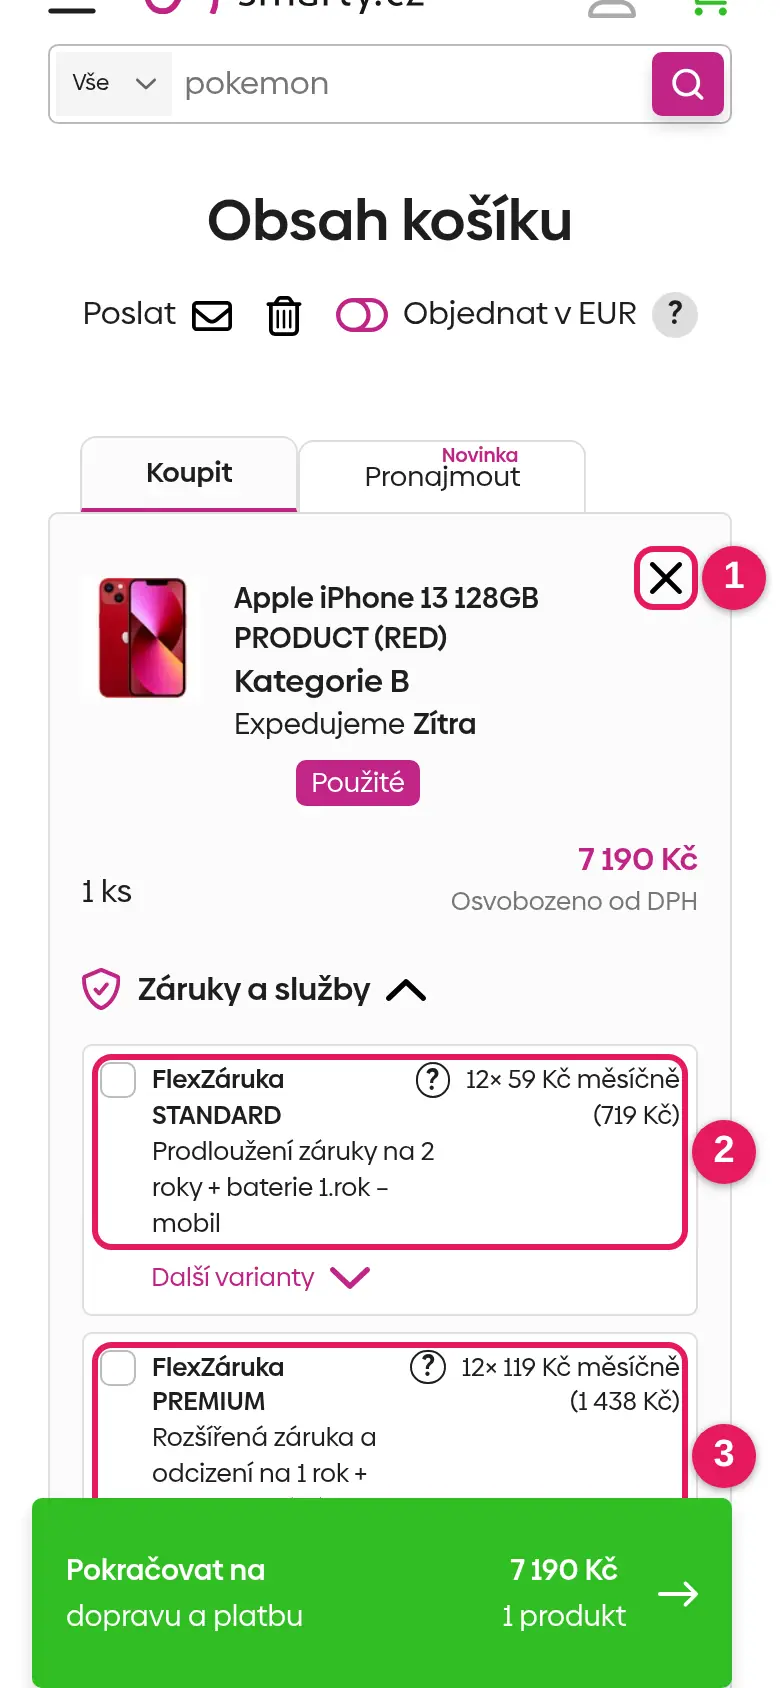 smarty.cz
Vše
pokemon
Obsah košíku
Poslat
Objednat v EUR ?
Koupit
Novinka
Pronajmout
1
Apple iPhone 13 128GB
PRODUCT (RED)
Kategorie B
Expedujeme Zítra
Použité
7 190 Kč
1 ks
Osvobozeno od DPH
Záruky a služby
FlexZáruka ? 12× 59 Kč měsíčně
STANDARD (719 Kč)
Prodloužení záruky na 2
roky + baterie 1.rok –
mobil
2
Další varianty
FlexZáruka ? 12× 119 Kč měsíčně
PREMIUM (1 438 Kč)
Rozšířená záruka a
odcizení na 1 rok +
3
Pokračovat na 7 190 Kč
dopravu a platbu 1 produkt